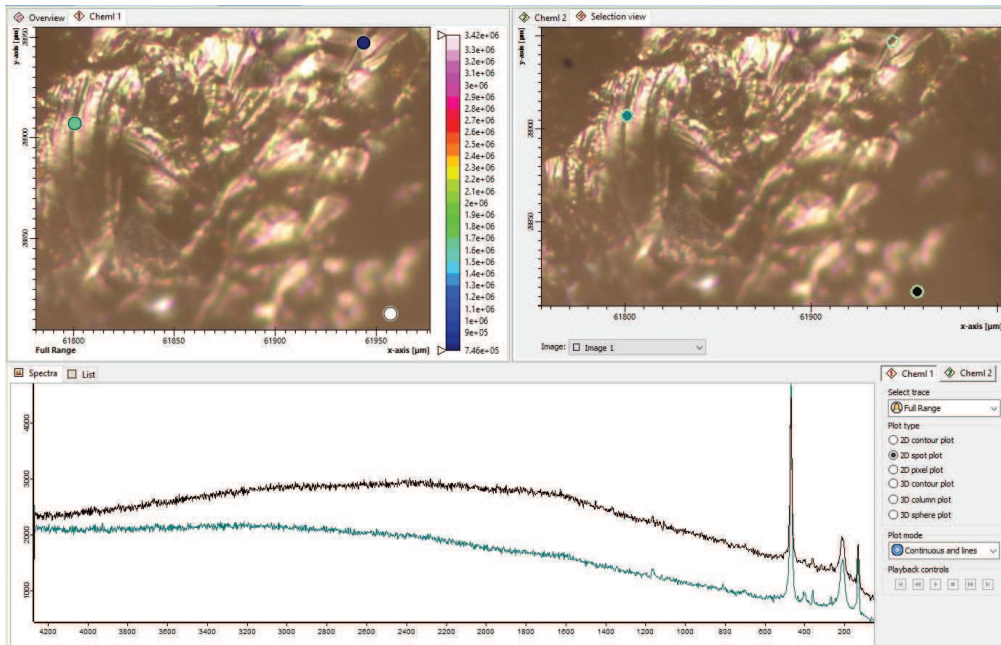 Overview ChemI 1
y-axis [µm]
28950
28900
28850
61800 61850 61900 61950
Full Range x-axis [µm]
3.42e+06
3.3e+06
3.2e+06
3.1e+06
3e+06
2.9e+06
2.8e+06
2.7e+06
2.6e+06
2.5e+06
2.4e+06
2.3e+06
2.2e+06
2.1e+06
2e+06
1.9e+06
1.8e+06
1.7e+06
1.6e+06
1.5e+06
1.4e+06
1.3e+06
1.2e+06
1.1e+06
1e+06
9e+05
7.46e+05
ChemI 2 Selection view
y-axis [µm]
28900
28850
61800 61900
x-axis [µm]
Image: Image 1
Spectra List
4000
3000
2000
1000
4200 4000 3800 3600 3400 3200 3000 2800 2600 2400 2200 2000 1800 1600 1400 1200 1000 800 600 400 200
ChemI 1 ChemI 2
Select trace
Full Range
Plot type
2D contour plot
2D spot plot
2D pixel plot
3D contour plot
3D column plot
3D sphere plot
Plot mode
Continuous and lines
Playback controls